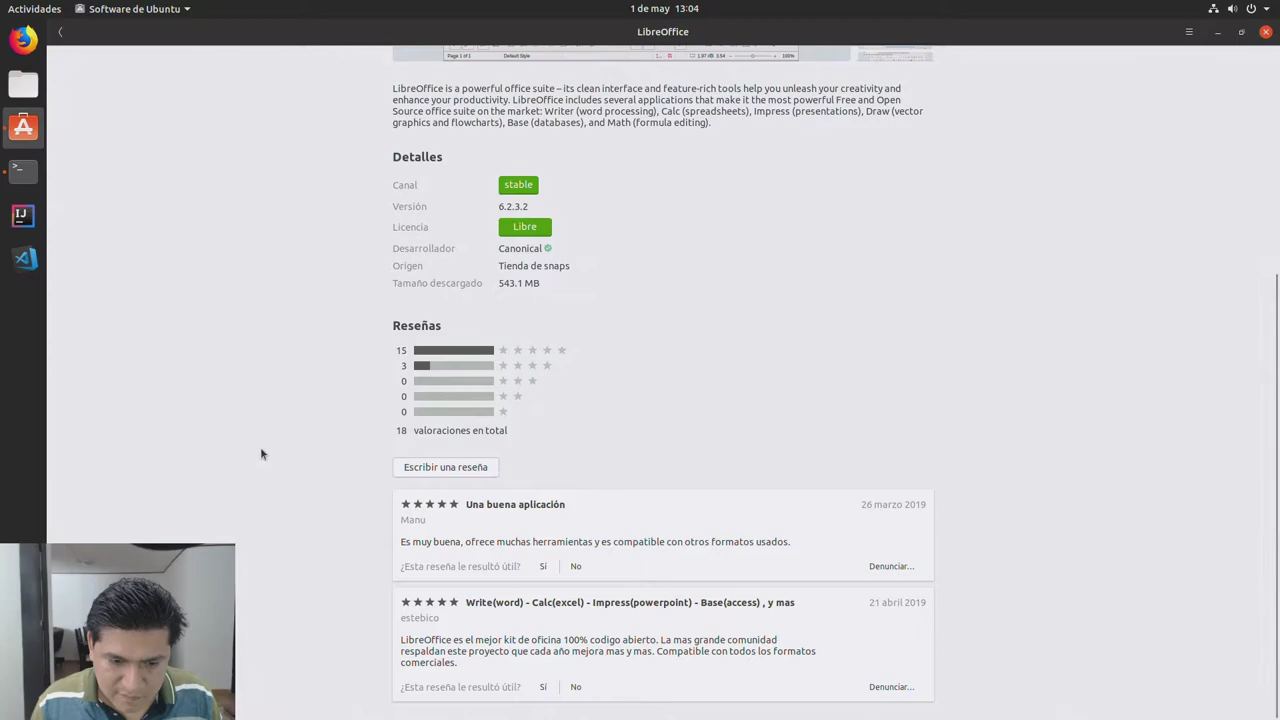 Actividades
Software de Ubuntu
1 de may 13:04
LibreOffice
Page 1 of 1
Default Style
100%
LibreOffice is a powerful office suite – its clean interface and feature-rich tools help you unleash your creativity and
enhance your productivity. LibreOffice includes several applications that make it the most powerful Free and Open
Source office suite on the market: Writer (word processing), Calc (spreadsheets), Impress (presentations), Draw (vector
graphics and flowcharts), Base (databases), and Math (formula editing).
Detalles
Canal stable
Versión 6.2.3.2
Licencia Libre
Desarrollador Canonical
Origen Tienda de snaps
Tamaño descargado 543.1 MB
Reseñas
15
3
0
0
0
18 valoraciones en total
Escribir una reseña
Una buena aplicación 26 marzo 2019
Manu
Es muy buena, ofrece muchas herramientas y es compatible con otros formatos usados.
¿Esta reseña le resultó útil? Sí No Denunciar...
Write(word) - Calc(excel) - Impress(powerpoint) - Base(access) , y mas 21 abril 2019
estebico
LibreOffice es el mejor kit de oficina 100% codigo abierto. La mas grande comunidad
respaldan este proyecto que cada año mejora mas y mas. Compatible con todos los formatos
comerciales.
¿Esta reseña le resultó útil? Sí No Denunciar...